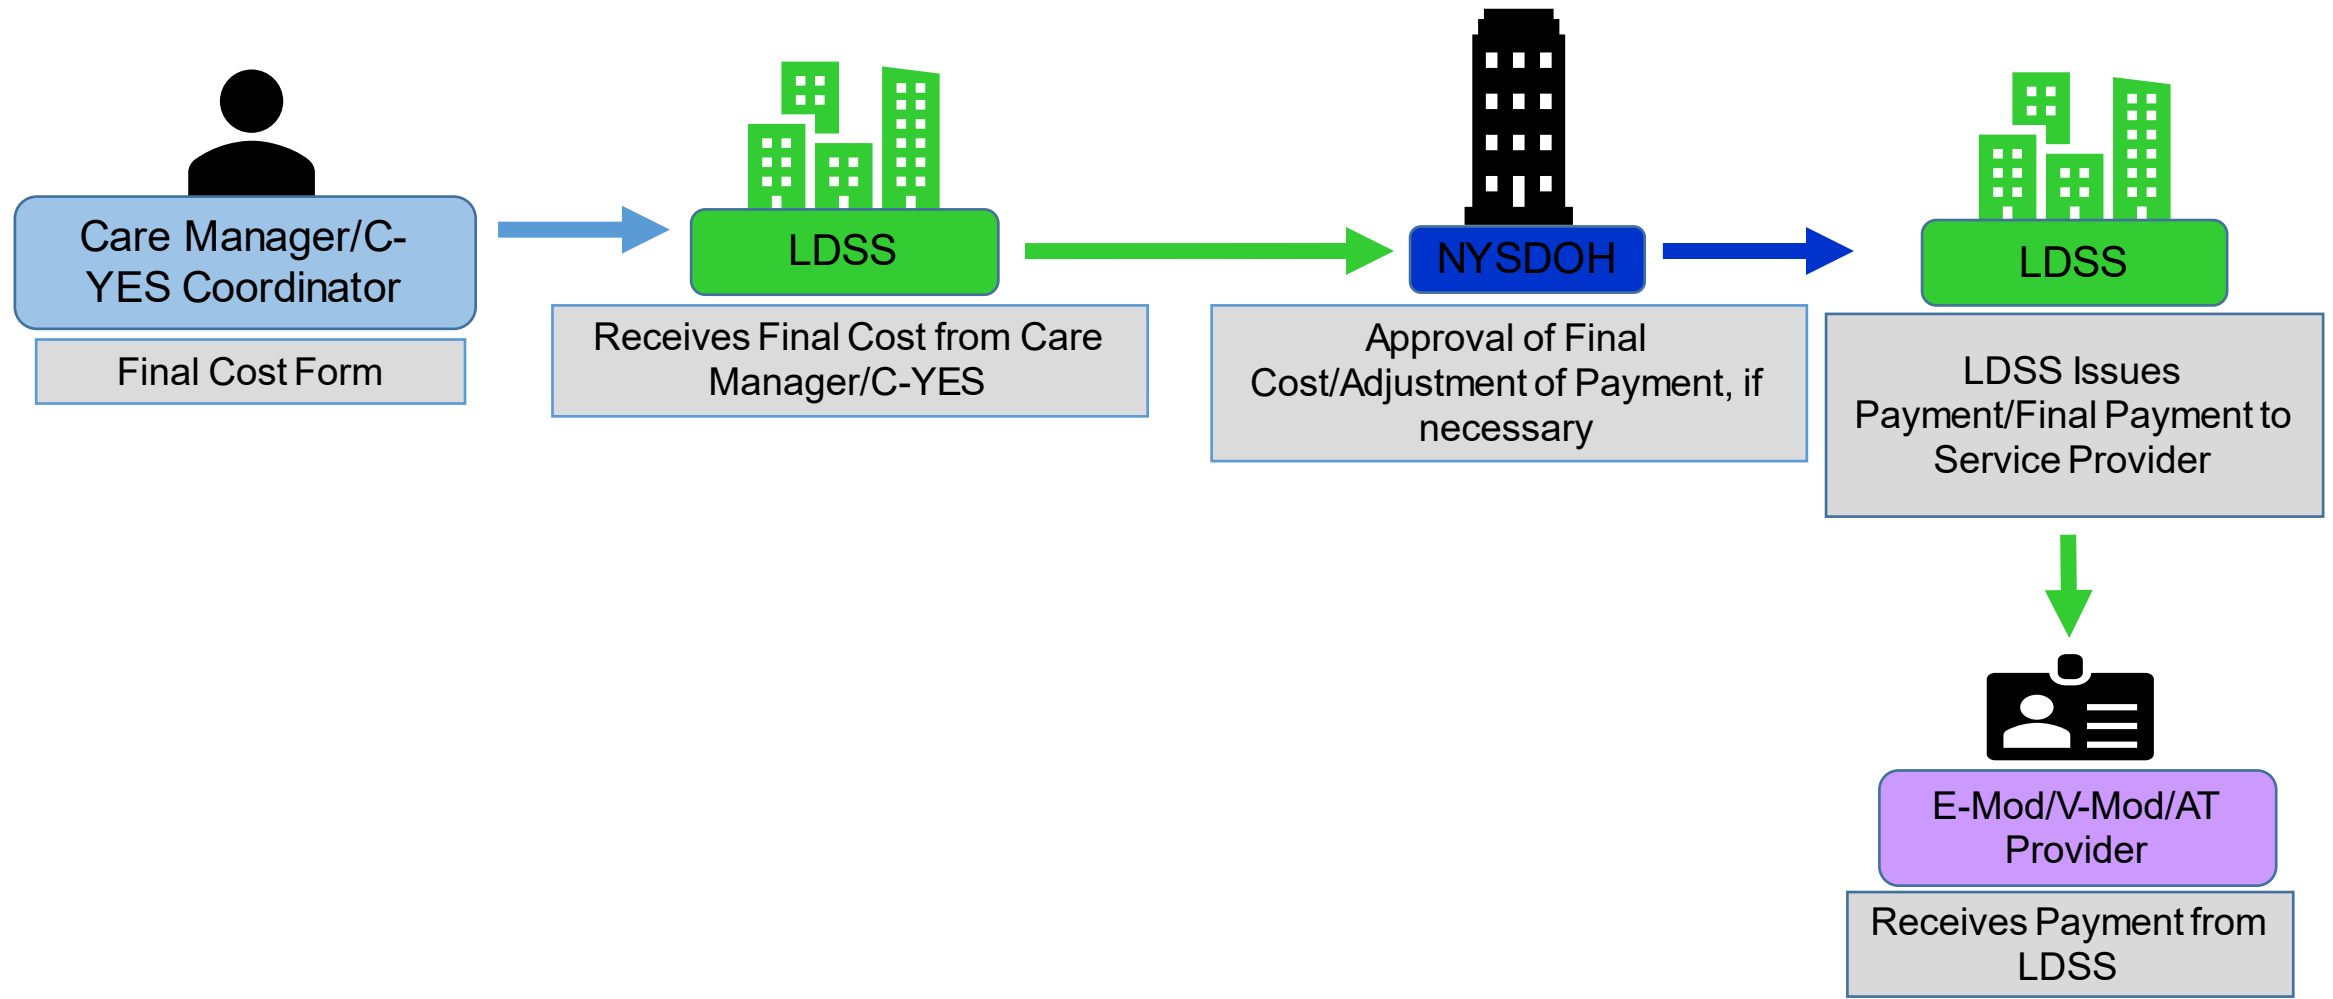 Care Manager/C-
YES Coordinator
Final Cost Form
LDSS
Receives Final Cost from Care
Manager/C-YES
NYSDOH
Approval of Final
Cost/Adjustment of Payment, if
necessary
LDSS
LDSS Issues
Payment/Final Payment to
Service Provider
E-Mod/V-Mod/AT
Provider
Receives Payment from
LDSS